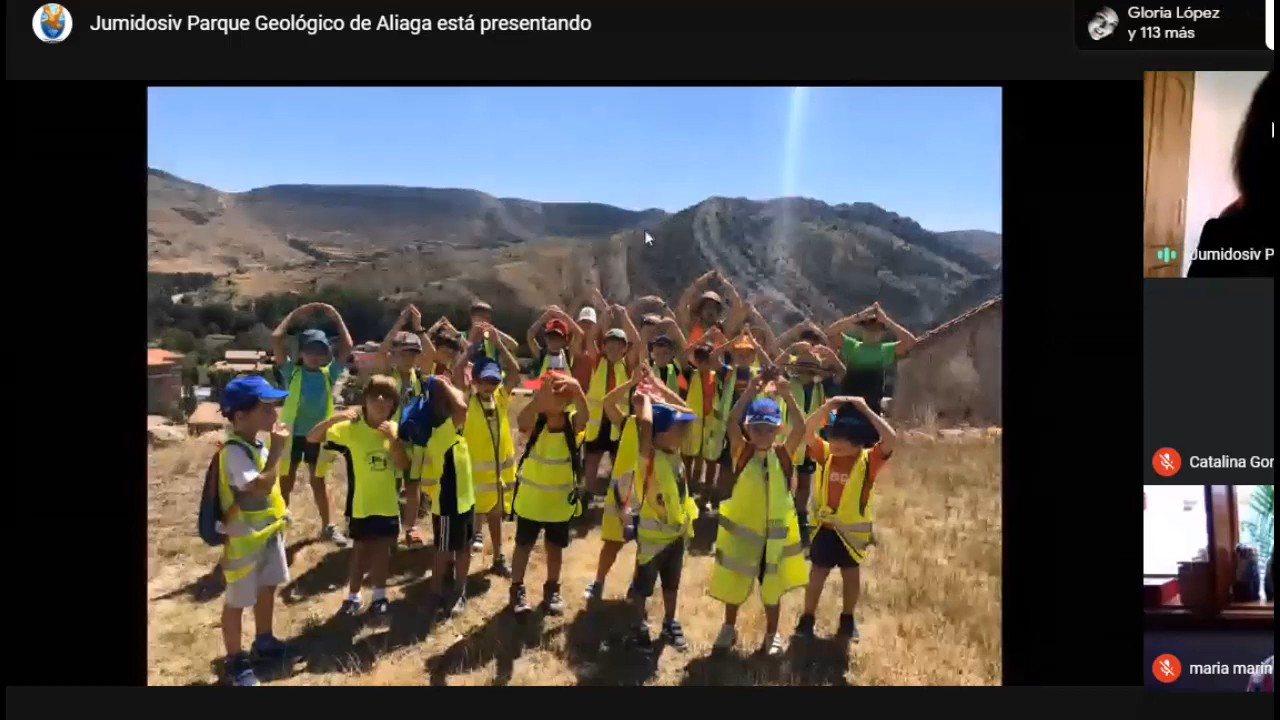 Jumidosiv Parque Geológico de Aliaga está presentando
Gloria López
y 113 más
Jumidosiv P
Catalina Gor
maria marin